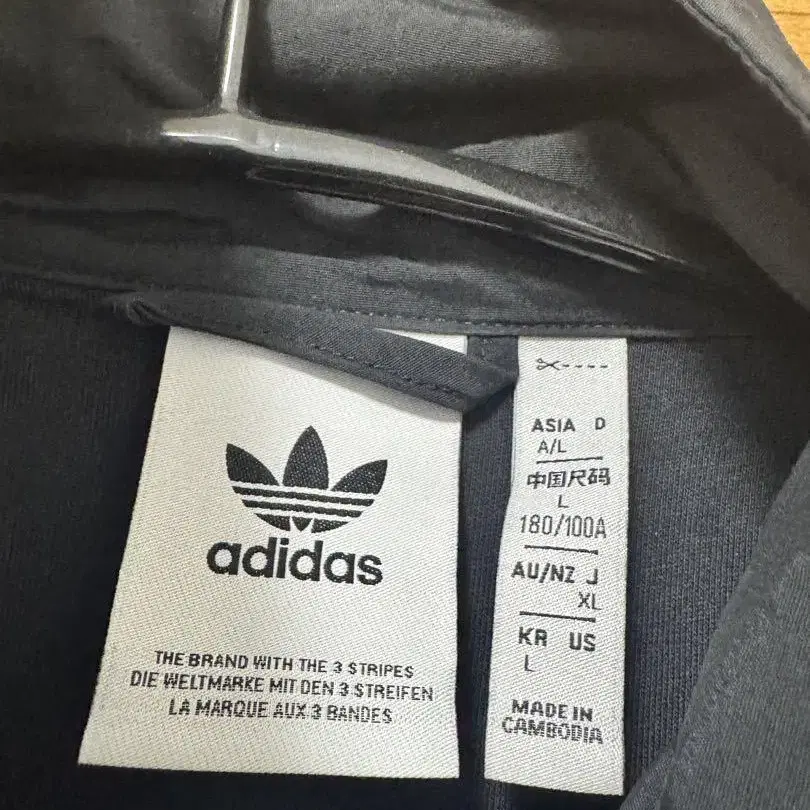 adidas
THE BRAND WITH THE 3 STRIPES
DIE WELTMARKE MIT DEN 3 STREIFEN
LA MARQUE AUX 3 BANDES
ASIA D
A/L
中国尺码
L
180/100A
AU/NZ J
XL
KR US
L
MADE IN
CAMBODIA